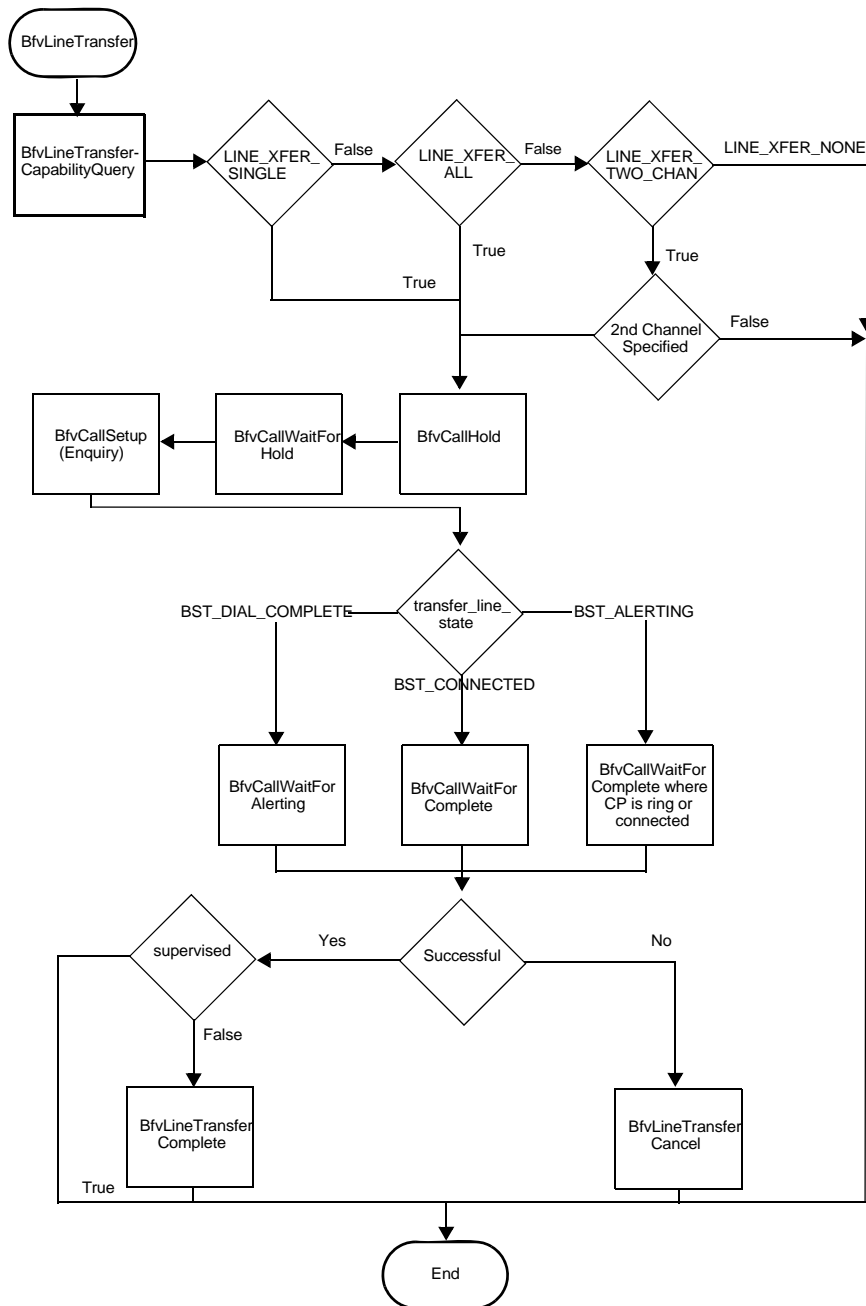 BfvLineTransfer
BfvLineTransfer-
CapabilityQuery
LINE_XFER_
SINGLE
False
LINE_XFER_
ALL
False
LINE_XFER_
TWO_CHAN
LINE_XFER_NONE
True
True
True
2nd Channel
Specified
False
BfvCallSetup
(Enquiry)
BfvCallWaitFor
Hold
BfvCallHold
BST_DIAL_COMPLETE
transfer_line_
state
BST_ALERTING
BST_CONNECTED
BfvCallWaitFor
Alerting
BfvCallWaitFor
Complete
BfvCallWaitFor
Complete where
CP is ring or
connected
supervised
Yes
Successful
No
False
BfvLineTransfer
Complete
BfvLineTransfer
Cancel
True
End